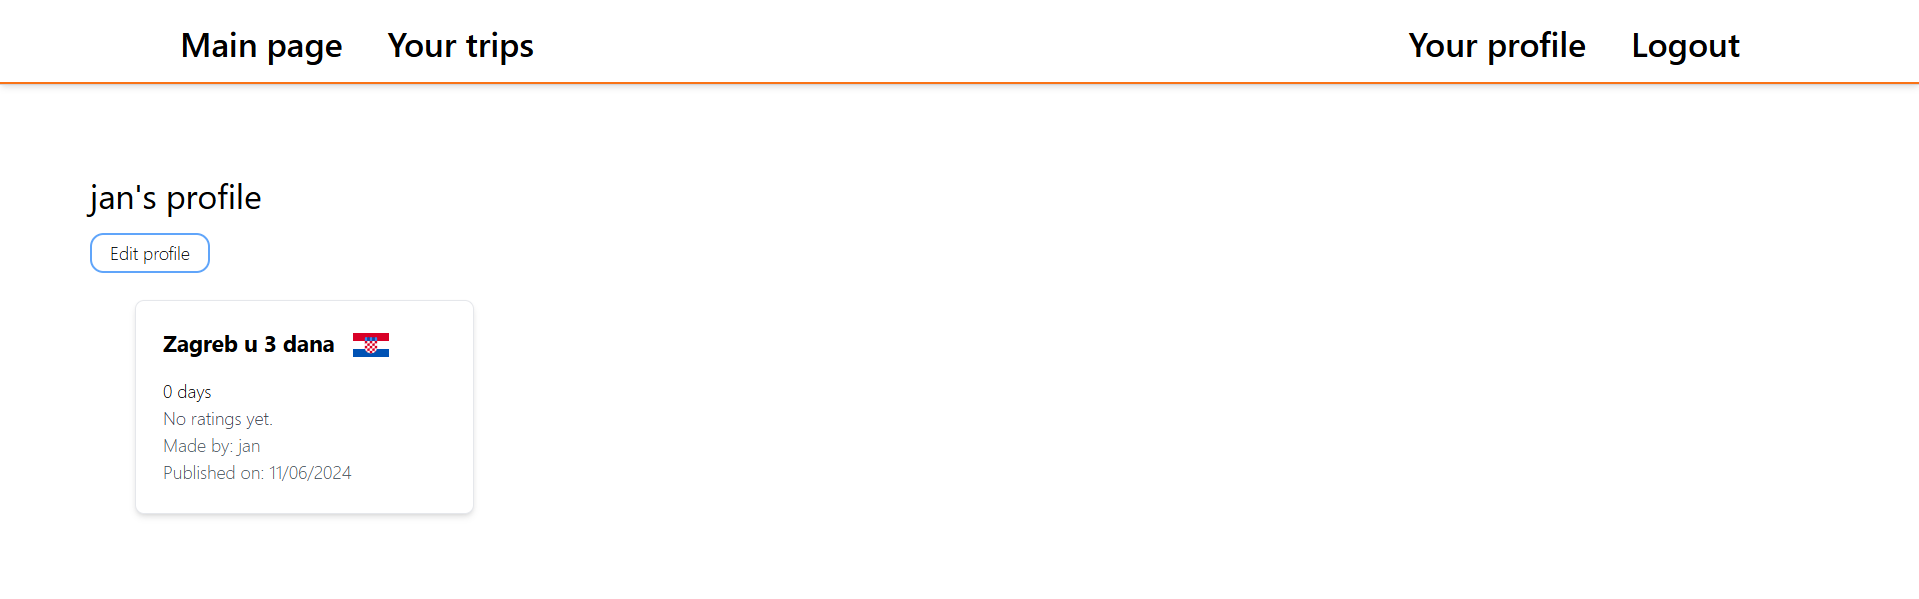 Main page Your trips Your profile Logout
jan's profile
Edit profile
Zagreb u 3 dana
0 days
No ratings yet.
Made by: jan
Published on: 11/06/2024